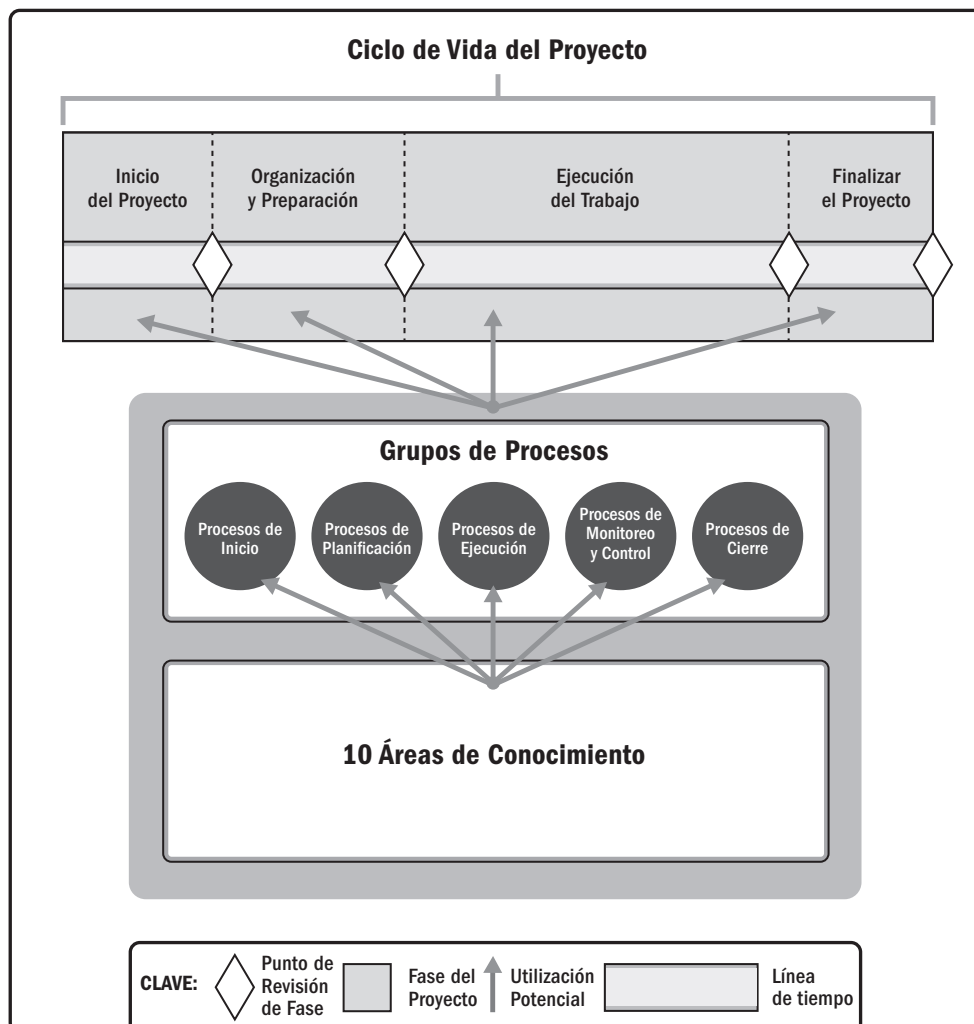 Ciclo de Vida del Proyecto
Inicio
del Proyecto
Organización
y Preparación
Ejecución
del Trabajo
Finalizar
el Proyecto
Grupos de Procesos
Procesos de
Inicio
Procesos de
Planificación
Procesos de
Ejecución
Procesos de
Monitoreo
y Control
Procesos de
Cierre
10 Áreas de Conocimiento
CLAVE:
Punto de
Revisión
de Fase
Fase del
Proyecto
Utilización
Potencial
Línea
de tiempo